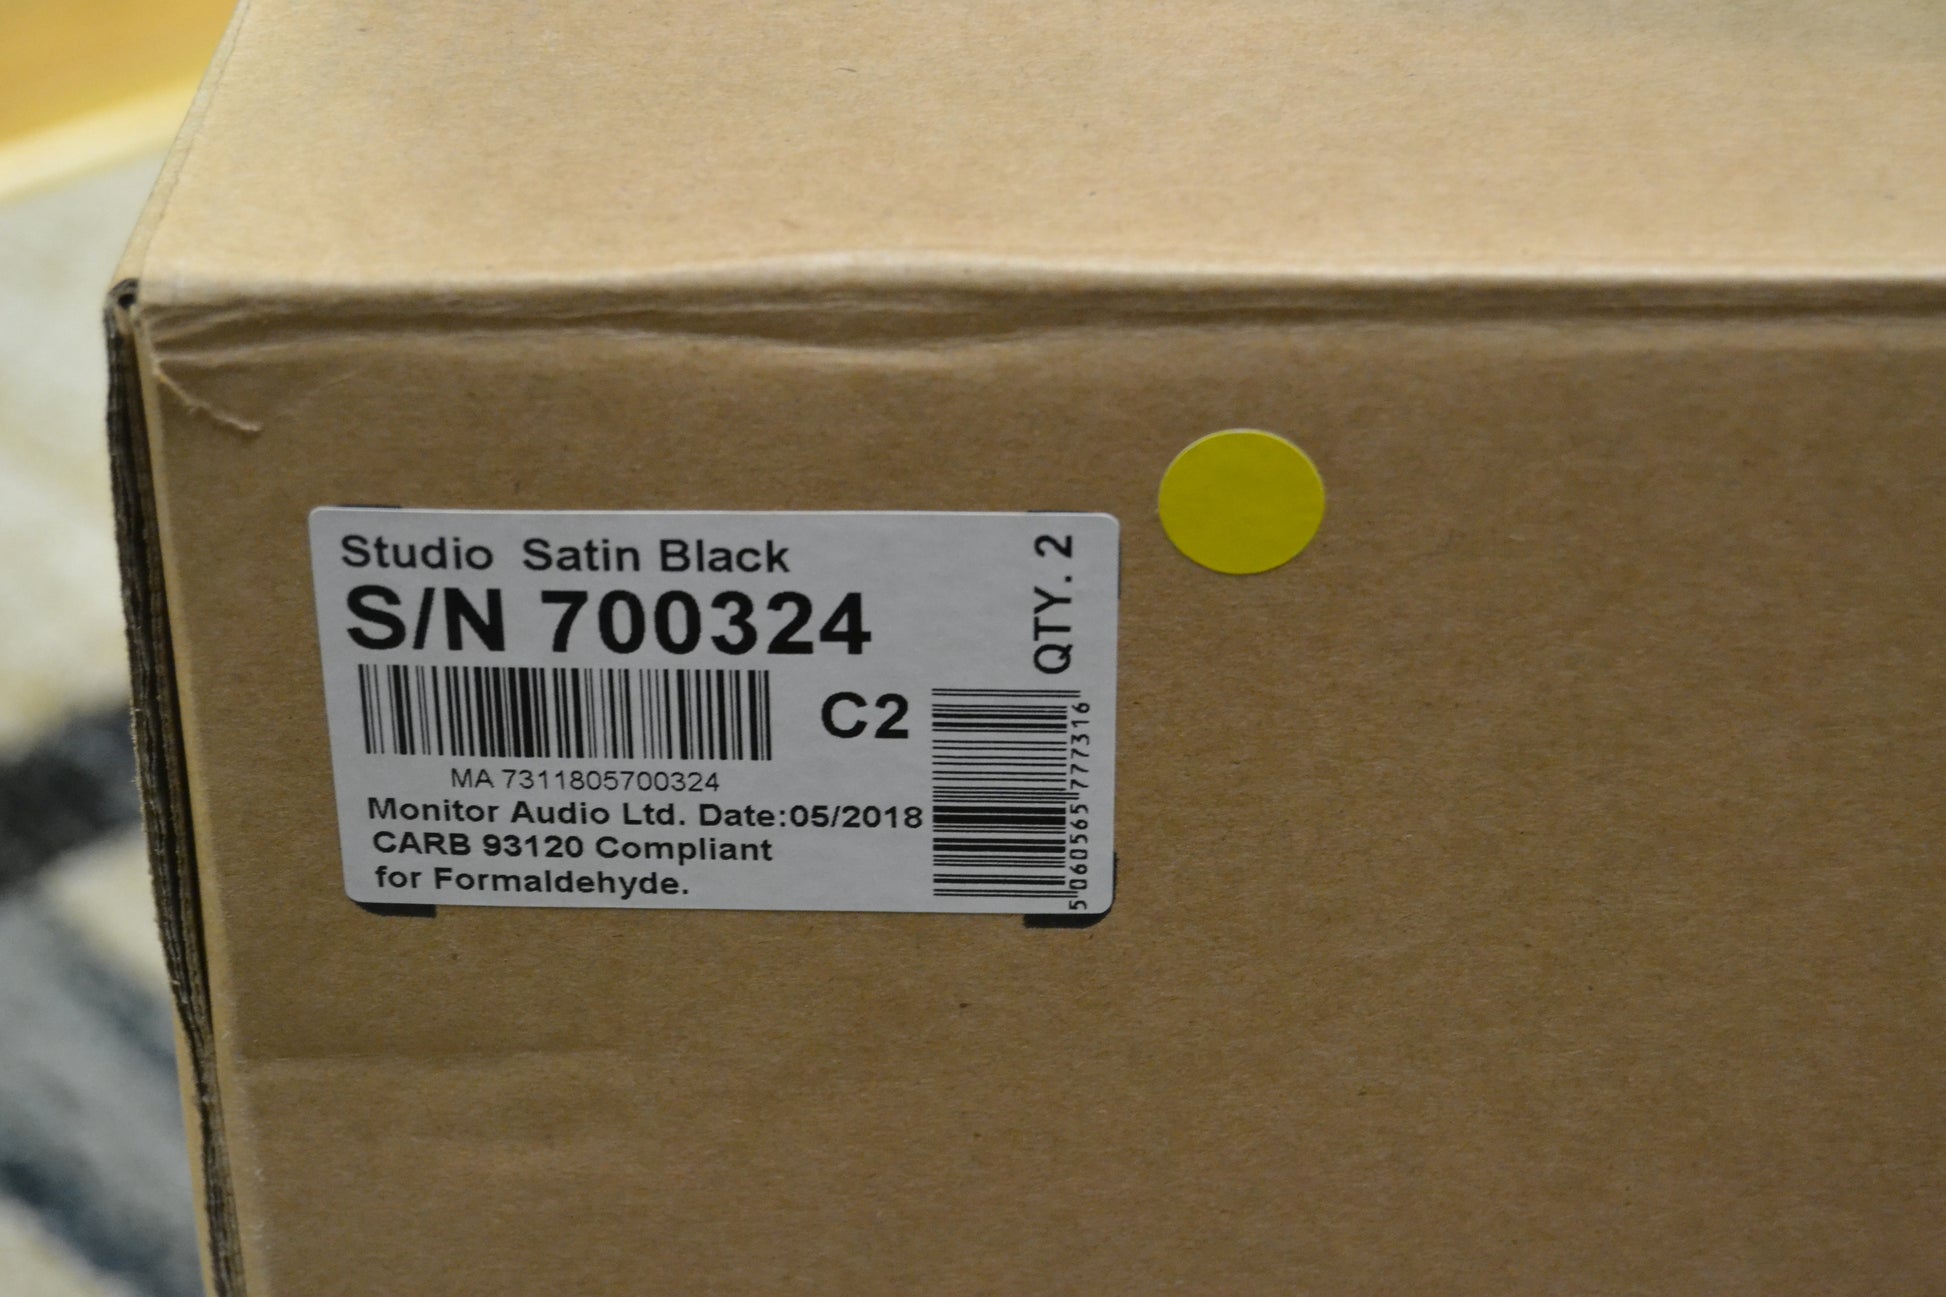 Studio Satin Black
S/N 700324
QTY. 2
C2
MA 7311805700324
Monitor Audio Ltd. Date:05/2018
CARB 93120 Compliant
for Formaldehyde.
5060565777316